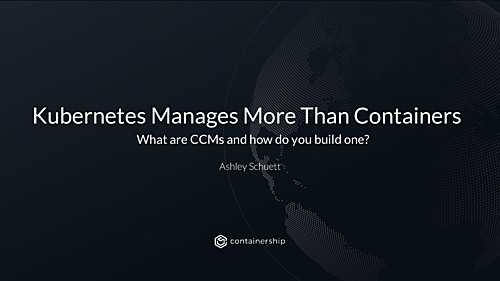 Kubernetes Manages More Than Containers
What are CCMs and how do you build one?
Ashley Schuett
containership